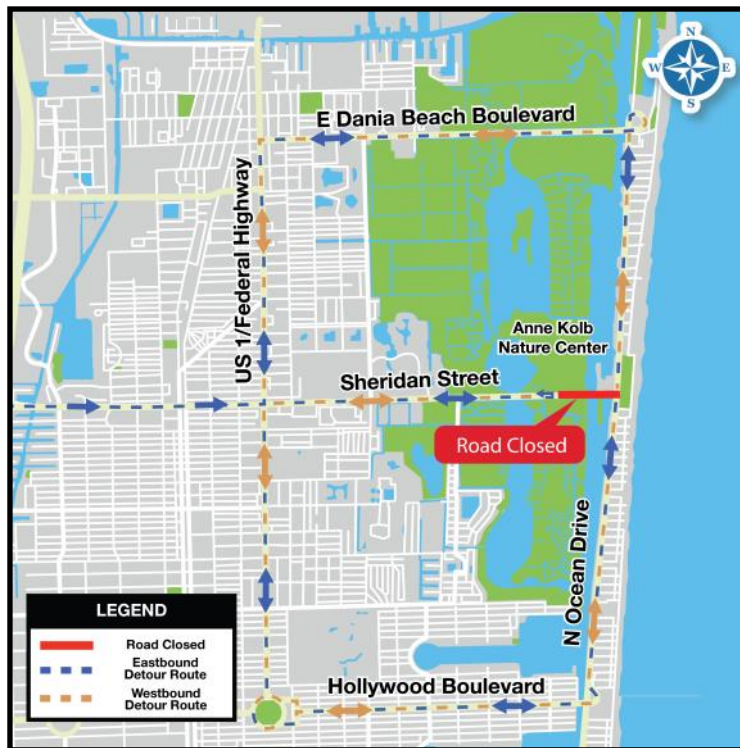 N
W E
S
E Dania Beach Boulevard
US 1/Federal Highway
Anne Kolb
Nature Center
Sheridan Street
Road Closed
N Ocean Drive
Hollywood Boulevard
LEGEND
Road Closed
Eastbound
Detour Route
Westbound
Detour Route